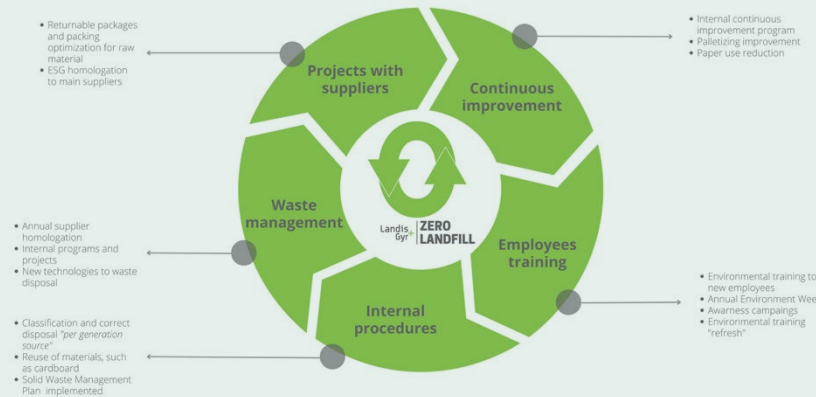 • Returnable packages
and packing
optimization for raw
material
• ESG homologation
to main suppliers
• Internal continuous
improvement program
• Palletizing improvement
• Paper use reduction
Projects with
suppliers
Continuous
improvement
Waste
management
Landis
Gyr+
ZERO
LANDFILL
Employees
training
Internal
procedures
• Annual supplier
homologation
• Internal programs and
projects
• New technologies to waste
disposal
• Environmental training to
new employees
• Annual Environment
• Awarness campaings
• Environmental training
"refresh"
• Classification and correct
disposal "per generation
source"
• Reuse of materials, such
as cardboard
• Solid Waste Management
Plan implemented